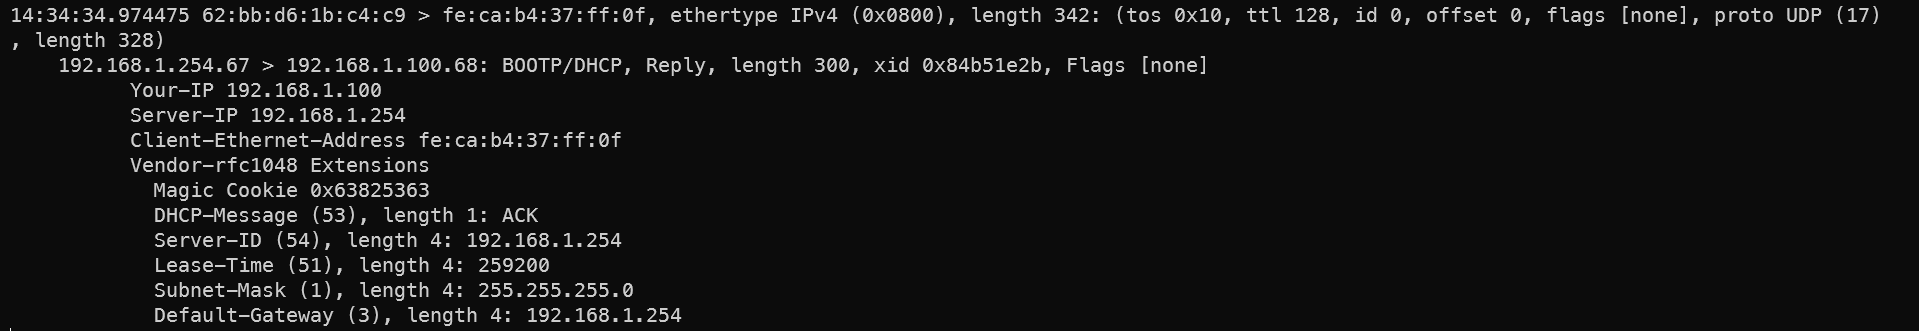 14:34:34.974475 62:bb:d6:1b:c4:c9 > fe:ca:b4:37:ff:0f, ethertype IPv4 (0x0800), length 342: (tos 0x10, ttl 128, id 0, offset 0, flags [none], proto UDP (17)
, length 328)
192.168.1.254.67 > 192.168.1.100.68: BOOTP/DHCP, Reply, length 300, xid 0x84b51e2b, Flags [none]
Your-IP 192.168.1.100
Server-IP 192.168.1.254
Client-Ethernet-Address fe:ca:b4:37:ff:0f
Vendor-rfc1048 Extensions
Magic Cookie 0x63825363
DHCP-Message (53), length 1: ACK
Server-ID (54), length 4: 192.168.1.254
Lease-Time (51), length 4: 259200
Subnet-Mask (1), length 4: 255.255.255.0
Default-Gateway (3), length 4: 192.168.1.254